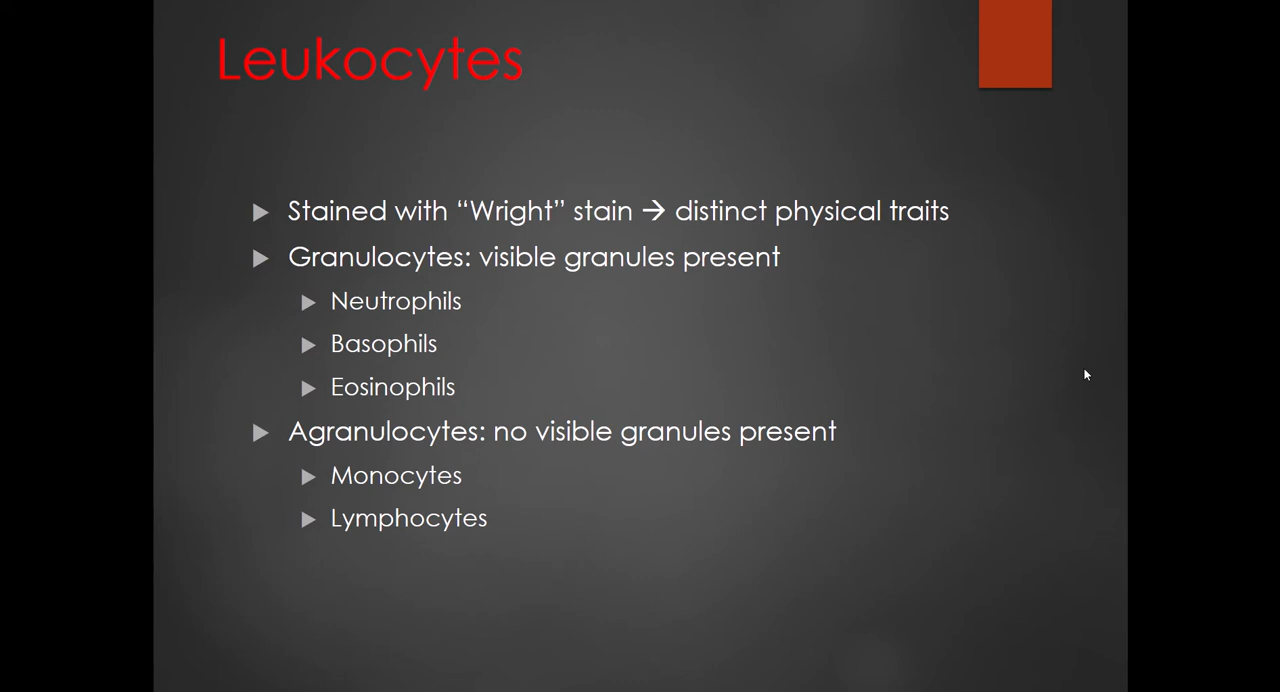 Leukocytes
Stained with “Wright” stain → distinct physical traits
Granulocytes: visible granules present
Neutrophils
Basophils
Eosinophils
Agranulocytes: no visible granules present
Monocytes
Lymphocytes